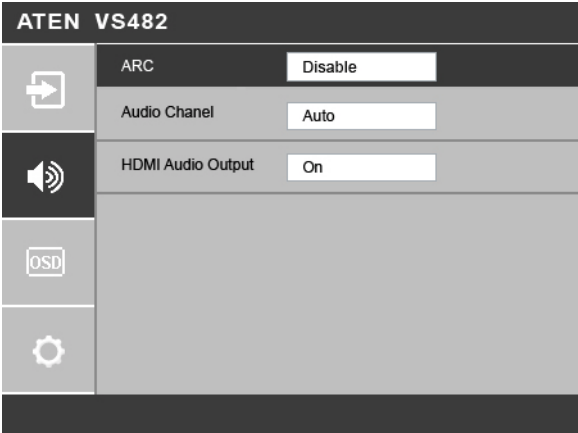 ATEN VS482
ARC Disable
Audio Chanel Auto
HDMI Audio Output On
OSD